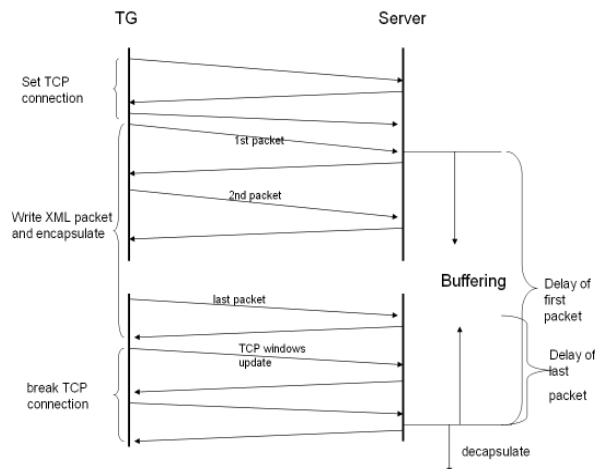 TG
Server
Set TCP
connection
1st packet
2nd packet
Write XML packet
and encapsulate
Buffering
Delay of
first
packet
last packet
TCP windows
update
Delay of
last
packet
break TCP
connection
decapsulate